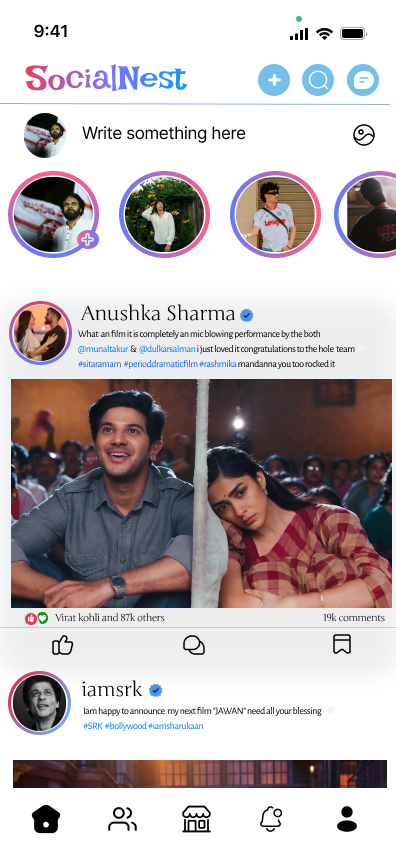 9:41
SocialNest
Write something here
Anushka Sharma
What an film it is completely an mic blowing performance by the both
@munaltakur & @dulkarsalman i just loved it congratulations to the hole team
#sitaramam #perioddramaticfilm #rashmika mandanna you too rocked it
Virat kohli and 87k others
19k comments
iamsrk
Iam happy to announce my next film "JAWAN" need all your blessing
#SRK #bollywood #iamsharukaan